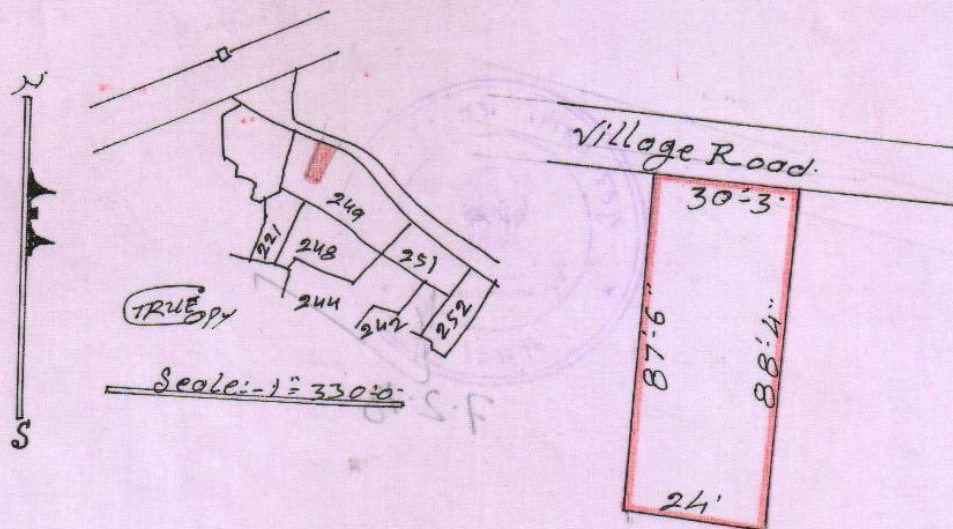 N
S
Village Road.
30'-3"
87'-6"
88'-4"
24'
249
221
248
251
244
242
252
TRUE COPY
Scale:-1"=330'-0"